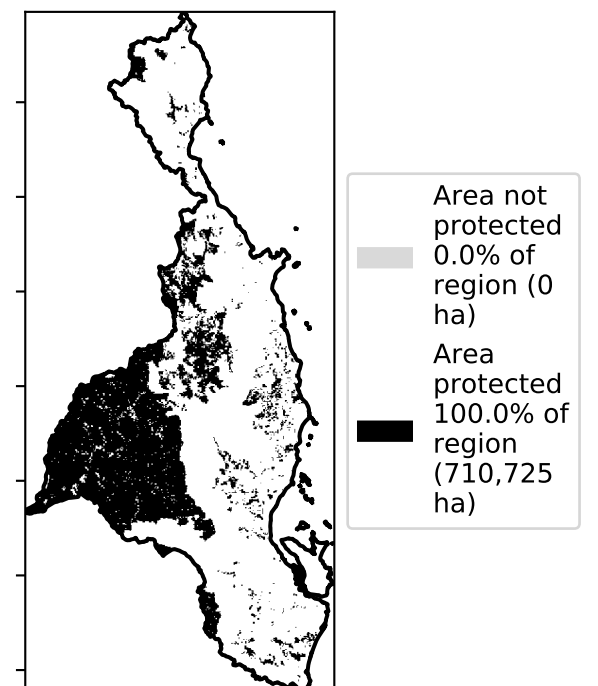 Area not
protected
0.0% of
region (0
ha)
Area
protected
100.0% of
region
(710,725
ha)